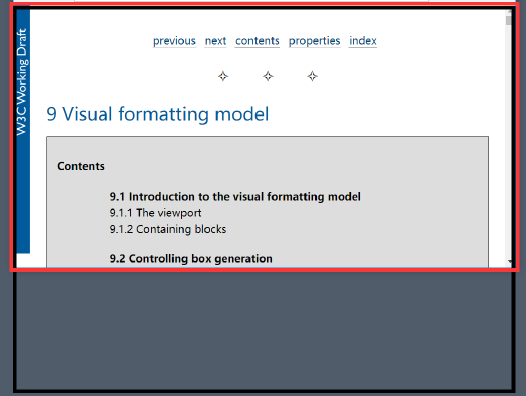 W3C Working Draft
previous next contents properties index
9 Visual formatting model
Contents
9.1 Introduction to the visual formatting model
9.1.1 The viewport
9.1.2 Containing blocks
9.2 Controlling box generation